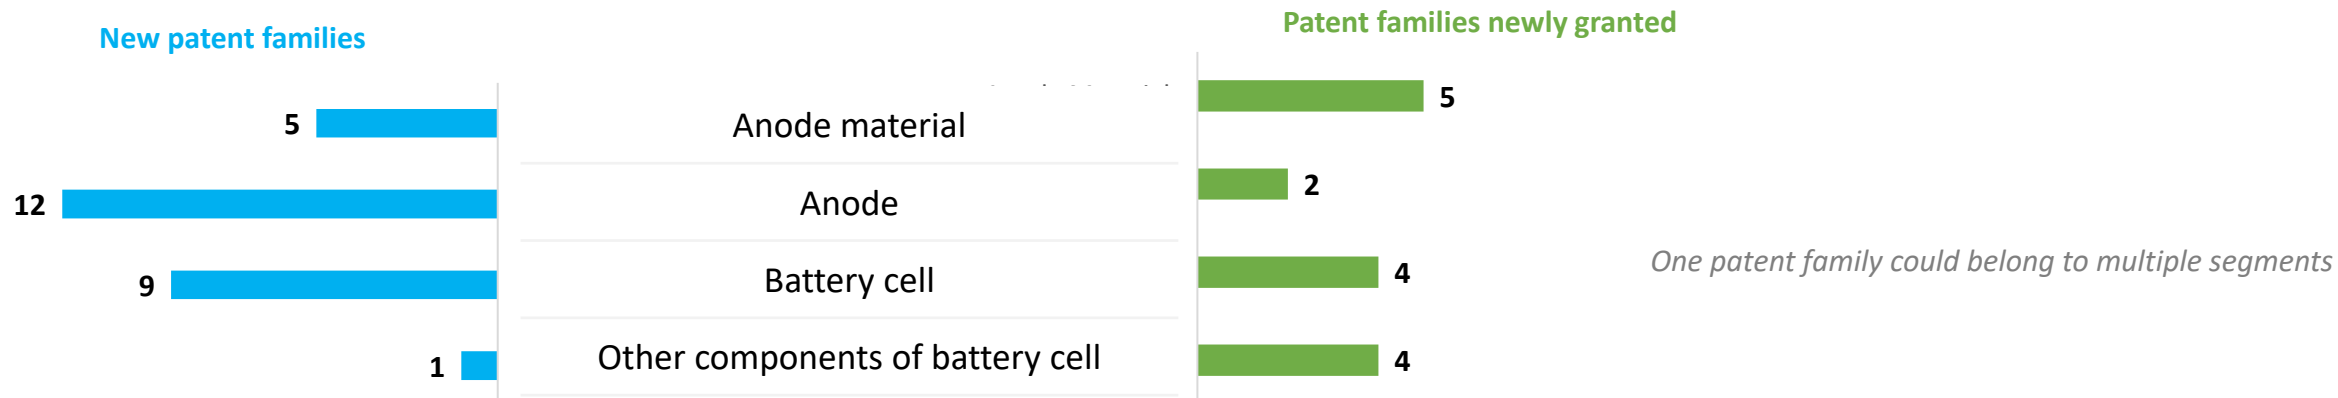 New patent families
Patent families newly granted
5 Anode material 5
12 Anode 2
9 Battery cell 4
One patent family could belong to multiple segments
1 Other components of battery cell 4